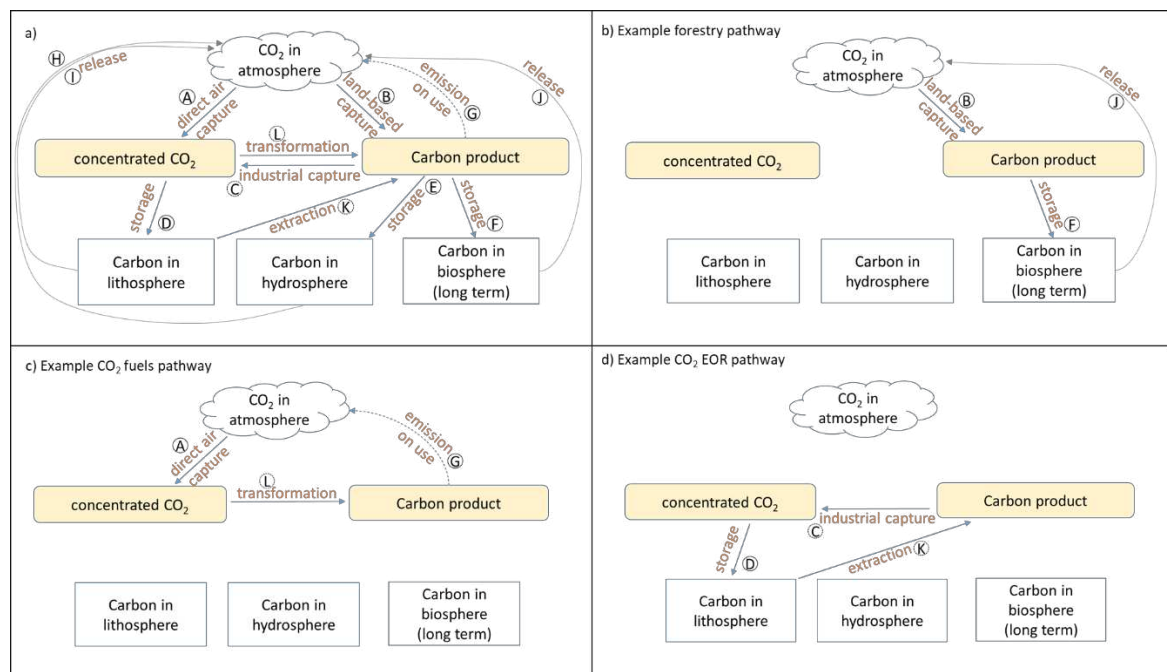 a)
H
I
release
CO₂ in
atmosphere
release
J
A
direct air
capture
B
land-based
capture
emission
on use
G
concentrated CO₂
L
transformation
industrial capture
C
Carbon product
storage
D
extraction
K
storage
E
storage
F
Carbon in
lithosphere
Carbon in
hydrosphere
Carbon in
biosphere
(long term)
b) Example forestry pathway
CO₂ in
atmosphere
release
J
B
land-based
capture
concentrated CO₂
Carbon product
storage
F
Carbon in
lithosphere
Carbon in
hydrosphere
Carbon in
biosphere
(long term)
c) Example CO₂ fuels pathway
CO₂ in
atmosphere
A
direct air
capture
emission
on use
G
concentrated CO₂
L
transformation
Carbon product
Carbon in
lithosphere
Carbon in
hydrosphere
Carbon in
biosphere
(long term)
d) Example CO₂ EOR pathway
CO₂ in
atmosphere
concentrated CO₂
industrial capture
C
Carbon product
storage
D
extraction
K
Carbon in
lithosphere
Carbon in
hydrosphere
Carbon in
biosphere
(long term)